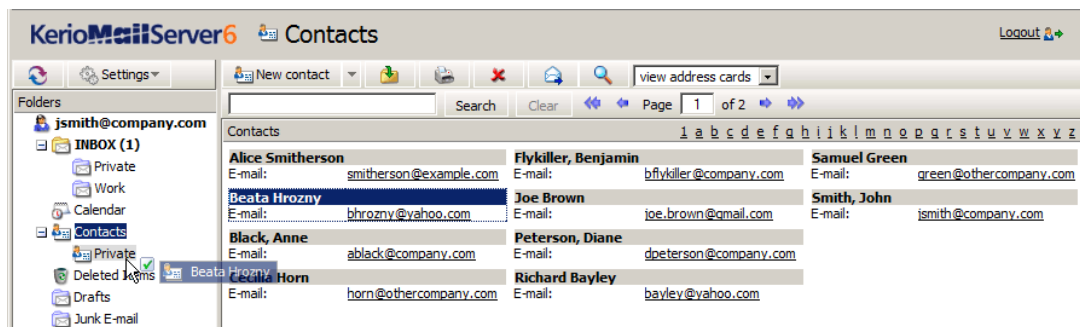 KerioMailServer6 Contacts Logout
Settings New contact view address cards
Folders Search Clear Page 1 of 2
jsmith@company.com Contacts 1 a b c d e f g h i j k l m n o p q r s t u v w x y z
INBOX (1) Alice Smitherson Flykiller, Benjamin Samuel Green
Private E-mail: smitherson@example.com E-mail: bflykiller@company.com E-mail: green@othercompany.com
Work Beata Hrozny Joe Brown Smith, John
Calendar E-mail: bhrozny@yahoo.com E-mail: joe.brown@gmail.com E-mail: jsmith@company.com
Contacts Black, Anne Peterson, Diane
Private E-mail: ablack@company.com E-mail: dpeterson@company.com
Deleted Items Beata Hrozny Cecilia Horn Richard Bayley
Drafts E-mail: horn@othercompany.com E-mail: bayley@yahoo.com
Junk E-mail